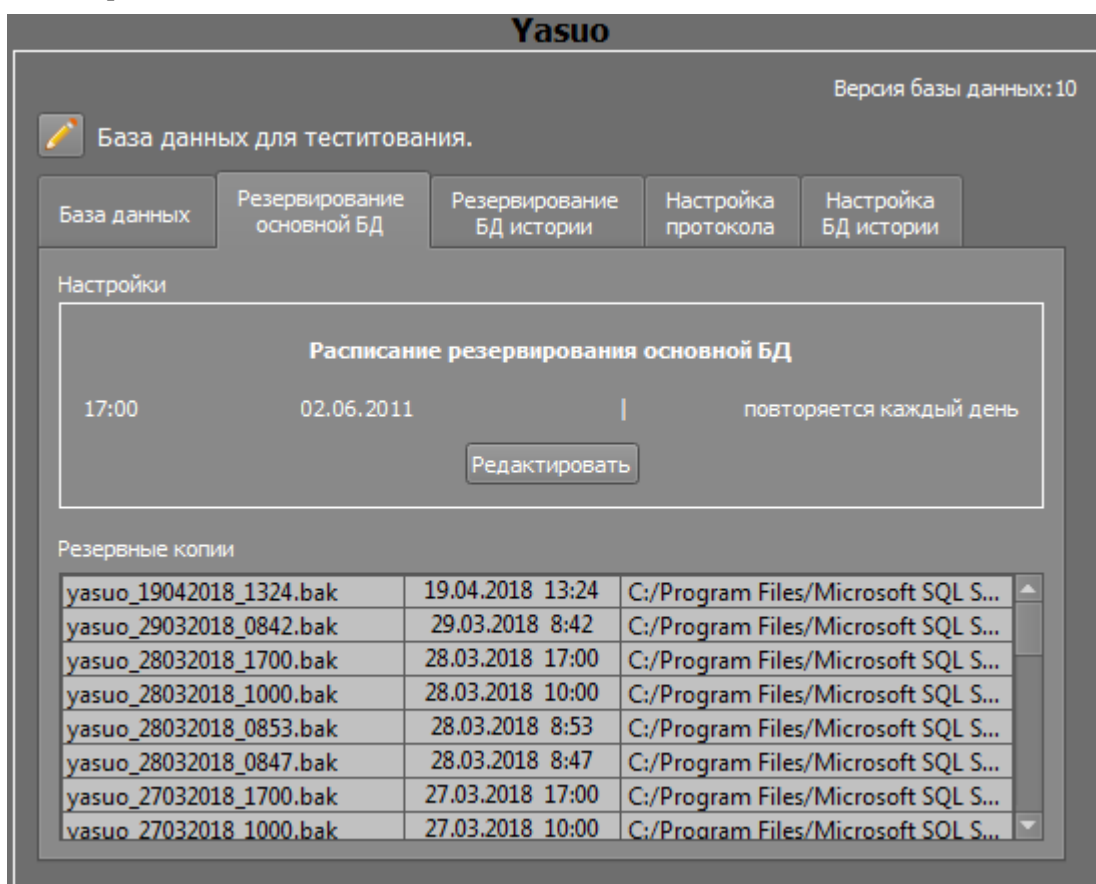 Yasuo
Версия базы данных:10
База данных для теститования.
База данных
Резервирование
основной БД
Резервирование
БД истории
Настройка
протокола
Настройка
БД истории
Настройки
Расписание резервирования основной БД
17:00 02.06.2011 | повторяется каждый день
Редактировать
Резервные копии
yasuo_19042018_1324.bak 19.04.2018 13:24 C:/Program Files/Microsoft SQL S...
yasuo_29032018_0842.bak 29.03.2018 8:42 C:/Program Files/Microsoft SQL S...
yasuo_28032018_1700.bak 28.03.2018 17:00 C:/Program Files/Microsoft SQL S...
yasuo_28032018_1000.bak 28.03.2018 10:00 C:/Program Files/Microsoft SQL S...
yasuo_28032018_0853.bak 28.03.2018 8:53 C:/Program Files/Microsoft SQL S...
yasuo_28032018_0847.bak 28.03.2018 8:47 C:/Program Files/Microsoft SQL S...
yasuo_27032018_1700.bak 27.03.2018 17:00 C:/Program Files/Microsoft SQL S...
yasuo_27032018_1000.bak 27.03.2018 10:00 C:/Program Files/Microsoft SQL S...